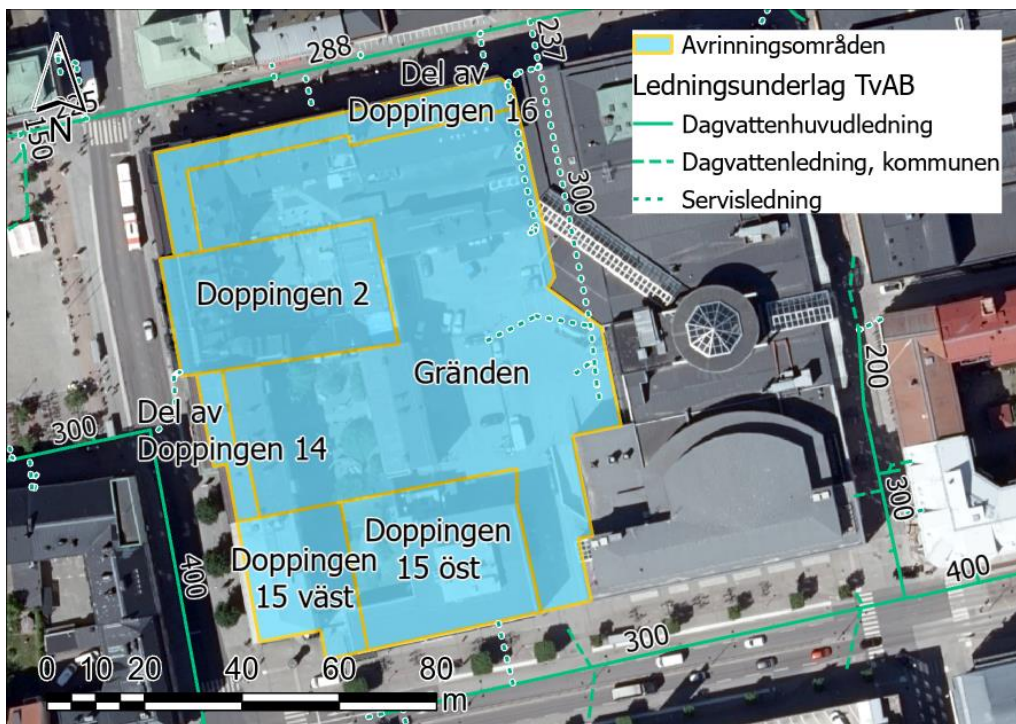 288
237
Avrinningsområden
Ledningsunderlag TvAB
Dagvattenhuvudledning
Dagvattenledning, kommunen
Servisledning
Del av
Doppingen 16
N
150
300
Doppingen 2
Gränden
200
Del av
Doppingen 14
300
300
400
Doppingen
15 väst
Doppingen
15 öst
400
300
0 10 20 40 60 80
m